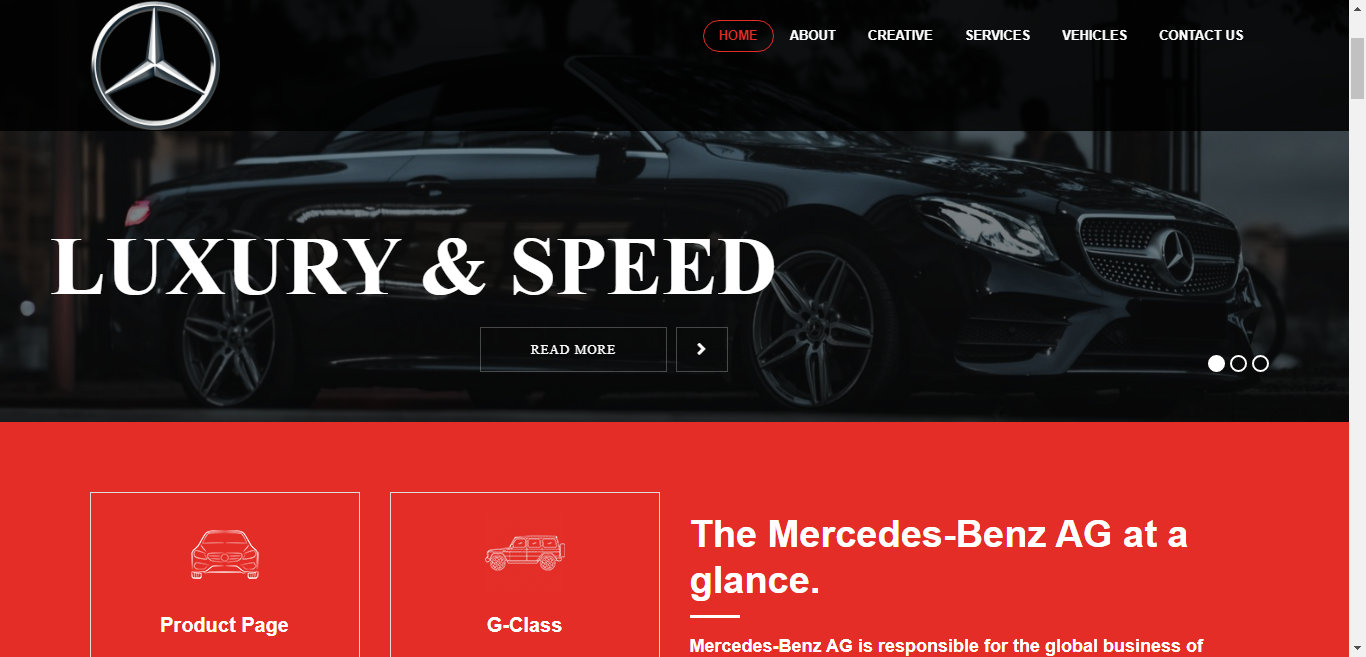 HOME ABOUT CREATIVE SERVICES VEHICLES CONTACT US
LUXURY & SPEED
READ MORE
The Mercedes-Benz AG at a
glance.
Product Page
G-Class
Mercedes-Benz AG is responsible for the global business of